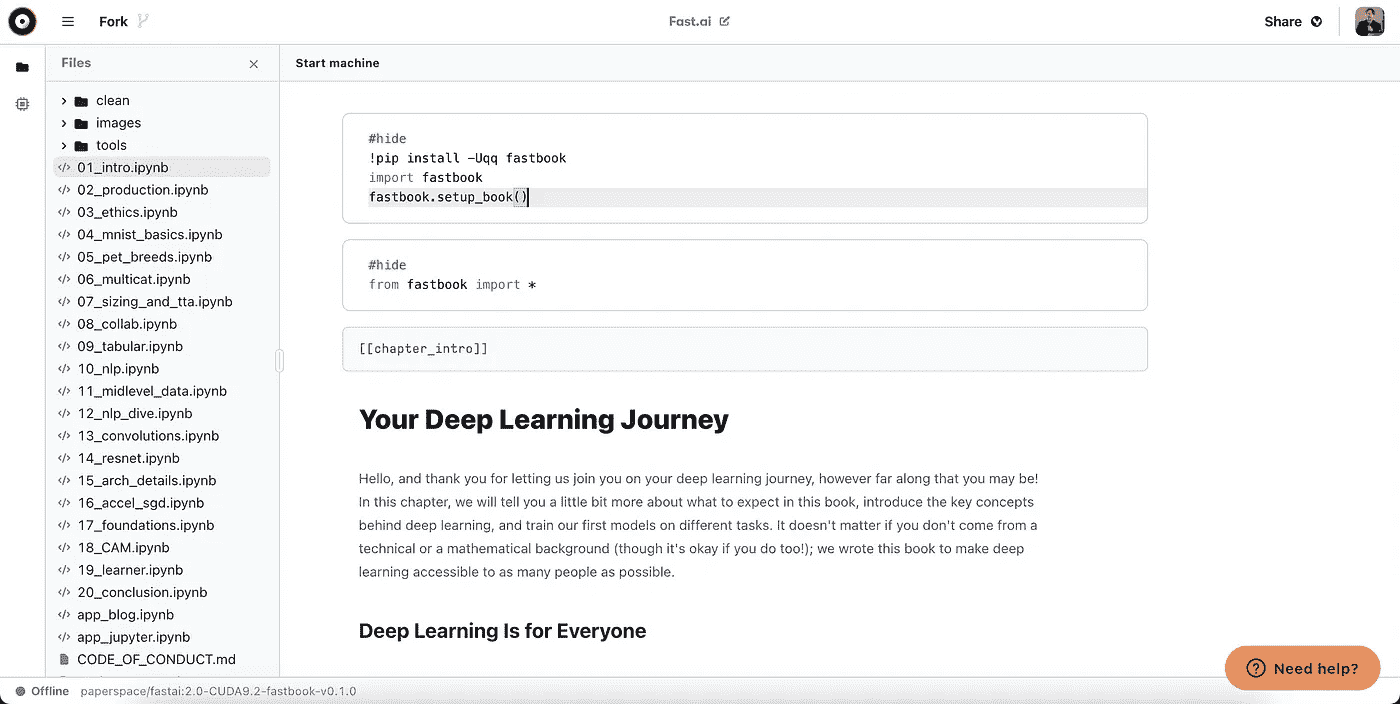 Fork
Fast.ai
Share
Files
Start machine
clean
images
tools
01_intro.ipynb
02_production.ipynb
03_ethics.ipynb
04_mnist_basics.ipynb
05_pet_breeds.ipynb
06_multicat.ipynb
07_sizing_and_tta.ipynb
08_collab.ipynb
09_tabular.ipynb
10_nlp.ipynb
11_midlevel_data.ipynb
12_nlp_dive.ipynb
13_convolutions.ipynb
14_resnet.ipynb
15_arch_details.ipynb
16_accel_sgd.ipynb
17_foundations.ipynb
18_CAM.ipynb
19_learner.ipynb
20_conclusion.ipynb
app_blog.ipynb
app_jupyter.ipynb
CODE_OF_CONDUCT.md
#hide
!pip install -Uqq fastbook
import fastbook
fastbook.setup_book()
#hide
from fastbook import *
[[chapter_intro]]
Your Deep Learning Journey
Hello, and thank you for letting us join you on your deep learning journey, however far along that you may be!
In this chapter, we will tell you a little bit more about what to expect in this book, introduce the key concepts
behind deep learning, and train our first models on different tasks. It doesn't matter if you don't come from a
technical or a mathematical background (though it's okay if you do too!); we wrote this book to make deep
learning accessible to as many people as possible.
Deep Learning Is for Everyone
Need help?
Offline
paperspace/fastai:2.0-CUDA9.2-fastbook-v0.1.0